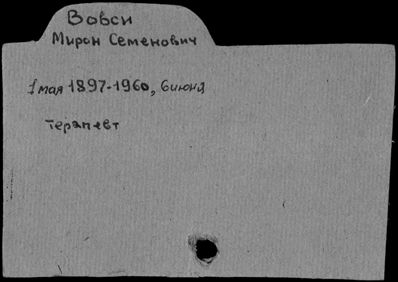 Вовси
Мирон Семенович
1 мая 1897-1960, 6 июня
терапевт